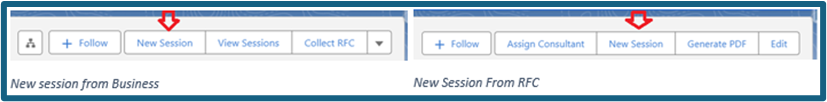 + Follow New Session View Sessions Collect RFC
New session from Business
+ Follow Assign Consultant New Session Generate PDF Edit
New Session From RFC